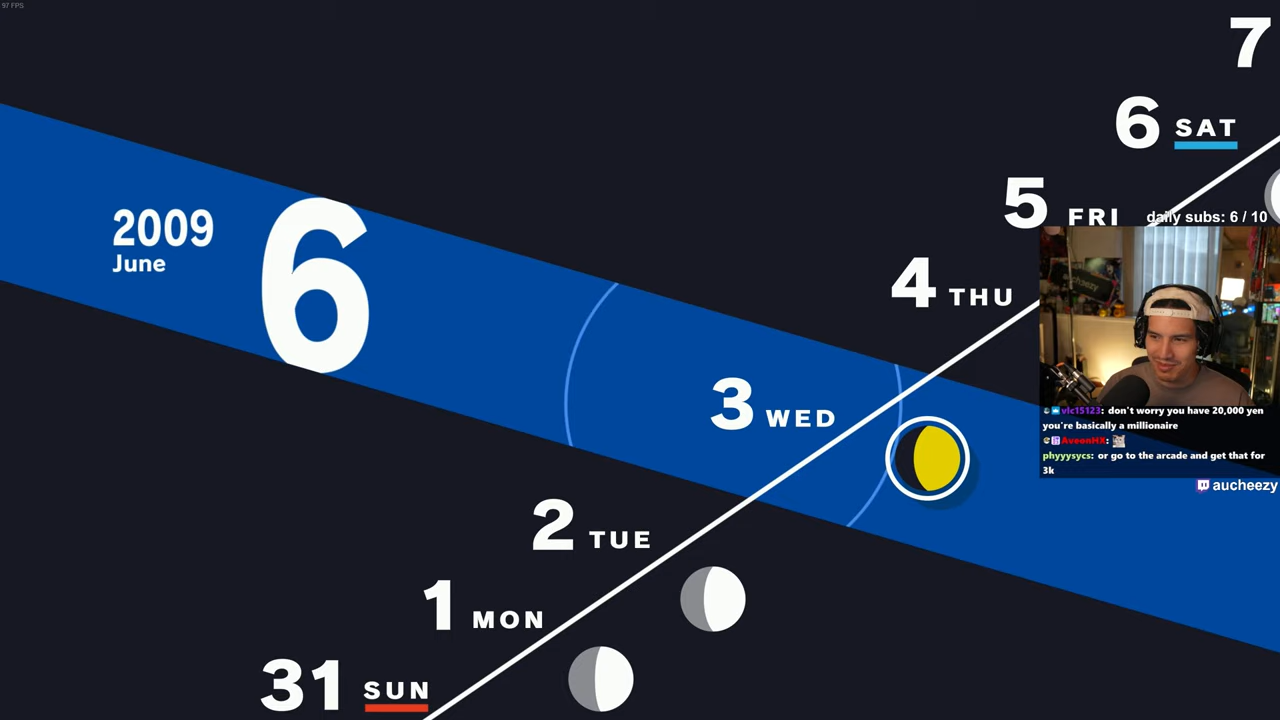 97 FPS
7
6 SAT
5 FRI
daily subs: 6 / 10
2009
June
6
4 THU
3 WED
vlc15123: don't worry you have 20,000 yen
you're basically a millionaire
AveonHX:
phyyysycs: or go to the arcade and get that for
3k
aucheezy
2 TUE
1 MON
31 SUN